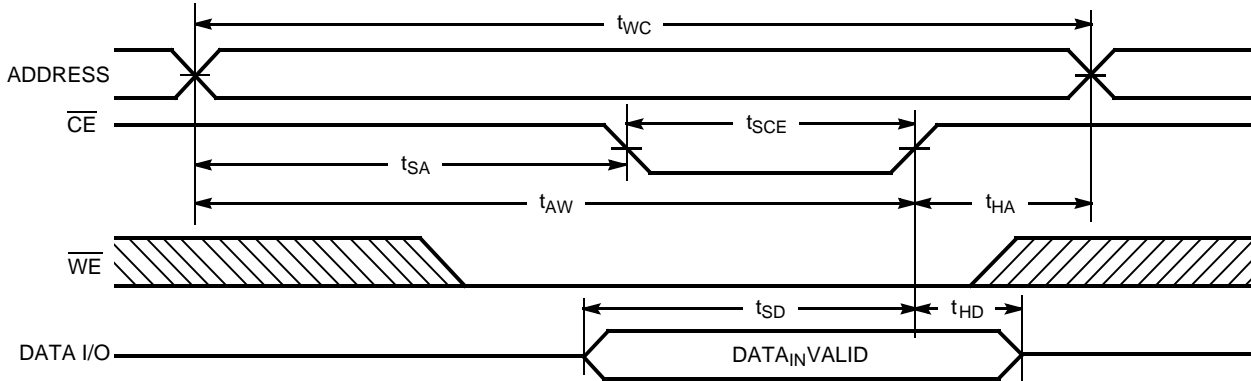 tWC
ADDRESS
CE
tSCE
tSA
tAW
tHA
WE
tSD
tHD
DATA I/O
DATAINVALID